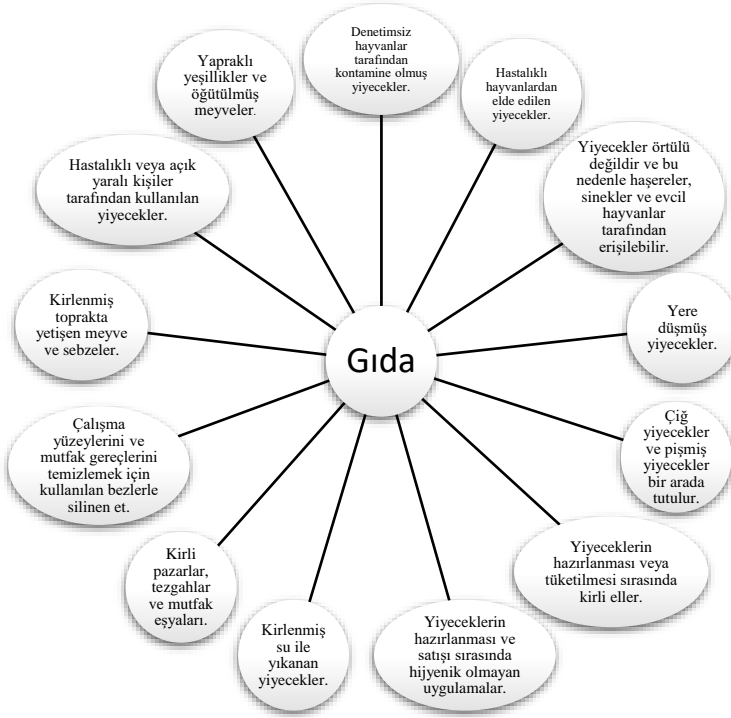 Denetimsiz
hayvanlar
tarafından
kontamine olmuş
yiyecekler.
Hastalıklı
hayvanlardan
elde edilen
yiyecekler.
Yiyecekler örtülü
değildir ve bu
nedenle haşereler,
sinekler ve evcil
hayvanlar
tarafından
erişilebilir.
Yere
düşmüş
yiyecekler.
Çiğ
yiyecekler
ve pişmiş
yiyecekler
bir arada
tutulur.
Yiyeceklerin
hazırlanması veya
tüketilmesi sırasında
kirli eller.
Yiyeceklerin
hazırlanması ve
satışı sırasında
hijyenik olmayan
uygulamalar.
Kirlenmiş
su ile
yıkanan
yiyecekler.
Kirli
pazarlar,
tezgahlar
ve mutfak
eşyaları.
Çalışma
yüzeylerini ve
mutfak gereçlerini
temizlemek için
kullanılan bezlerle
silinen et.
Kirlenmiş
toprakta
yetişen meyve
ve sebzeler.
Hastalıklı veya açık
yaralı kişiler
tarafından kullanılan
yiyecekler.
Yapraklı
yeşillikler ve
öğütülmüş
meyveler.
Gıda